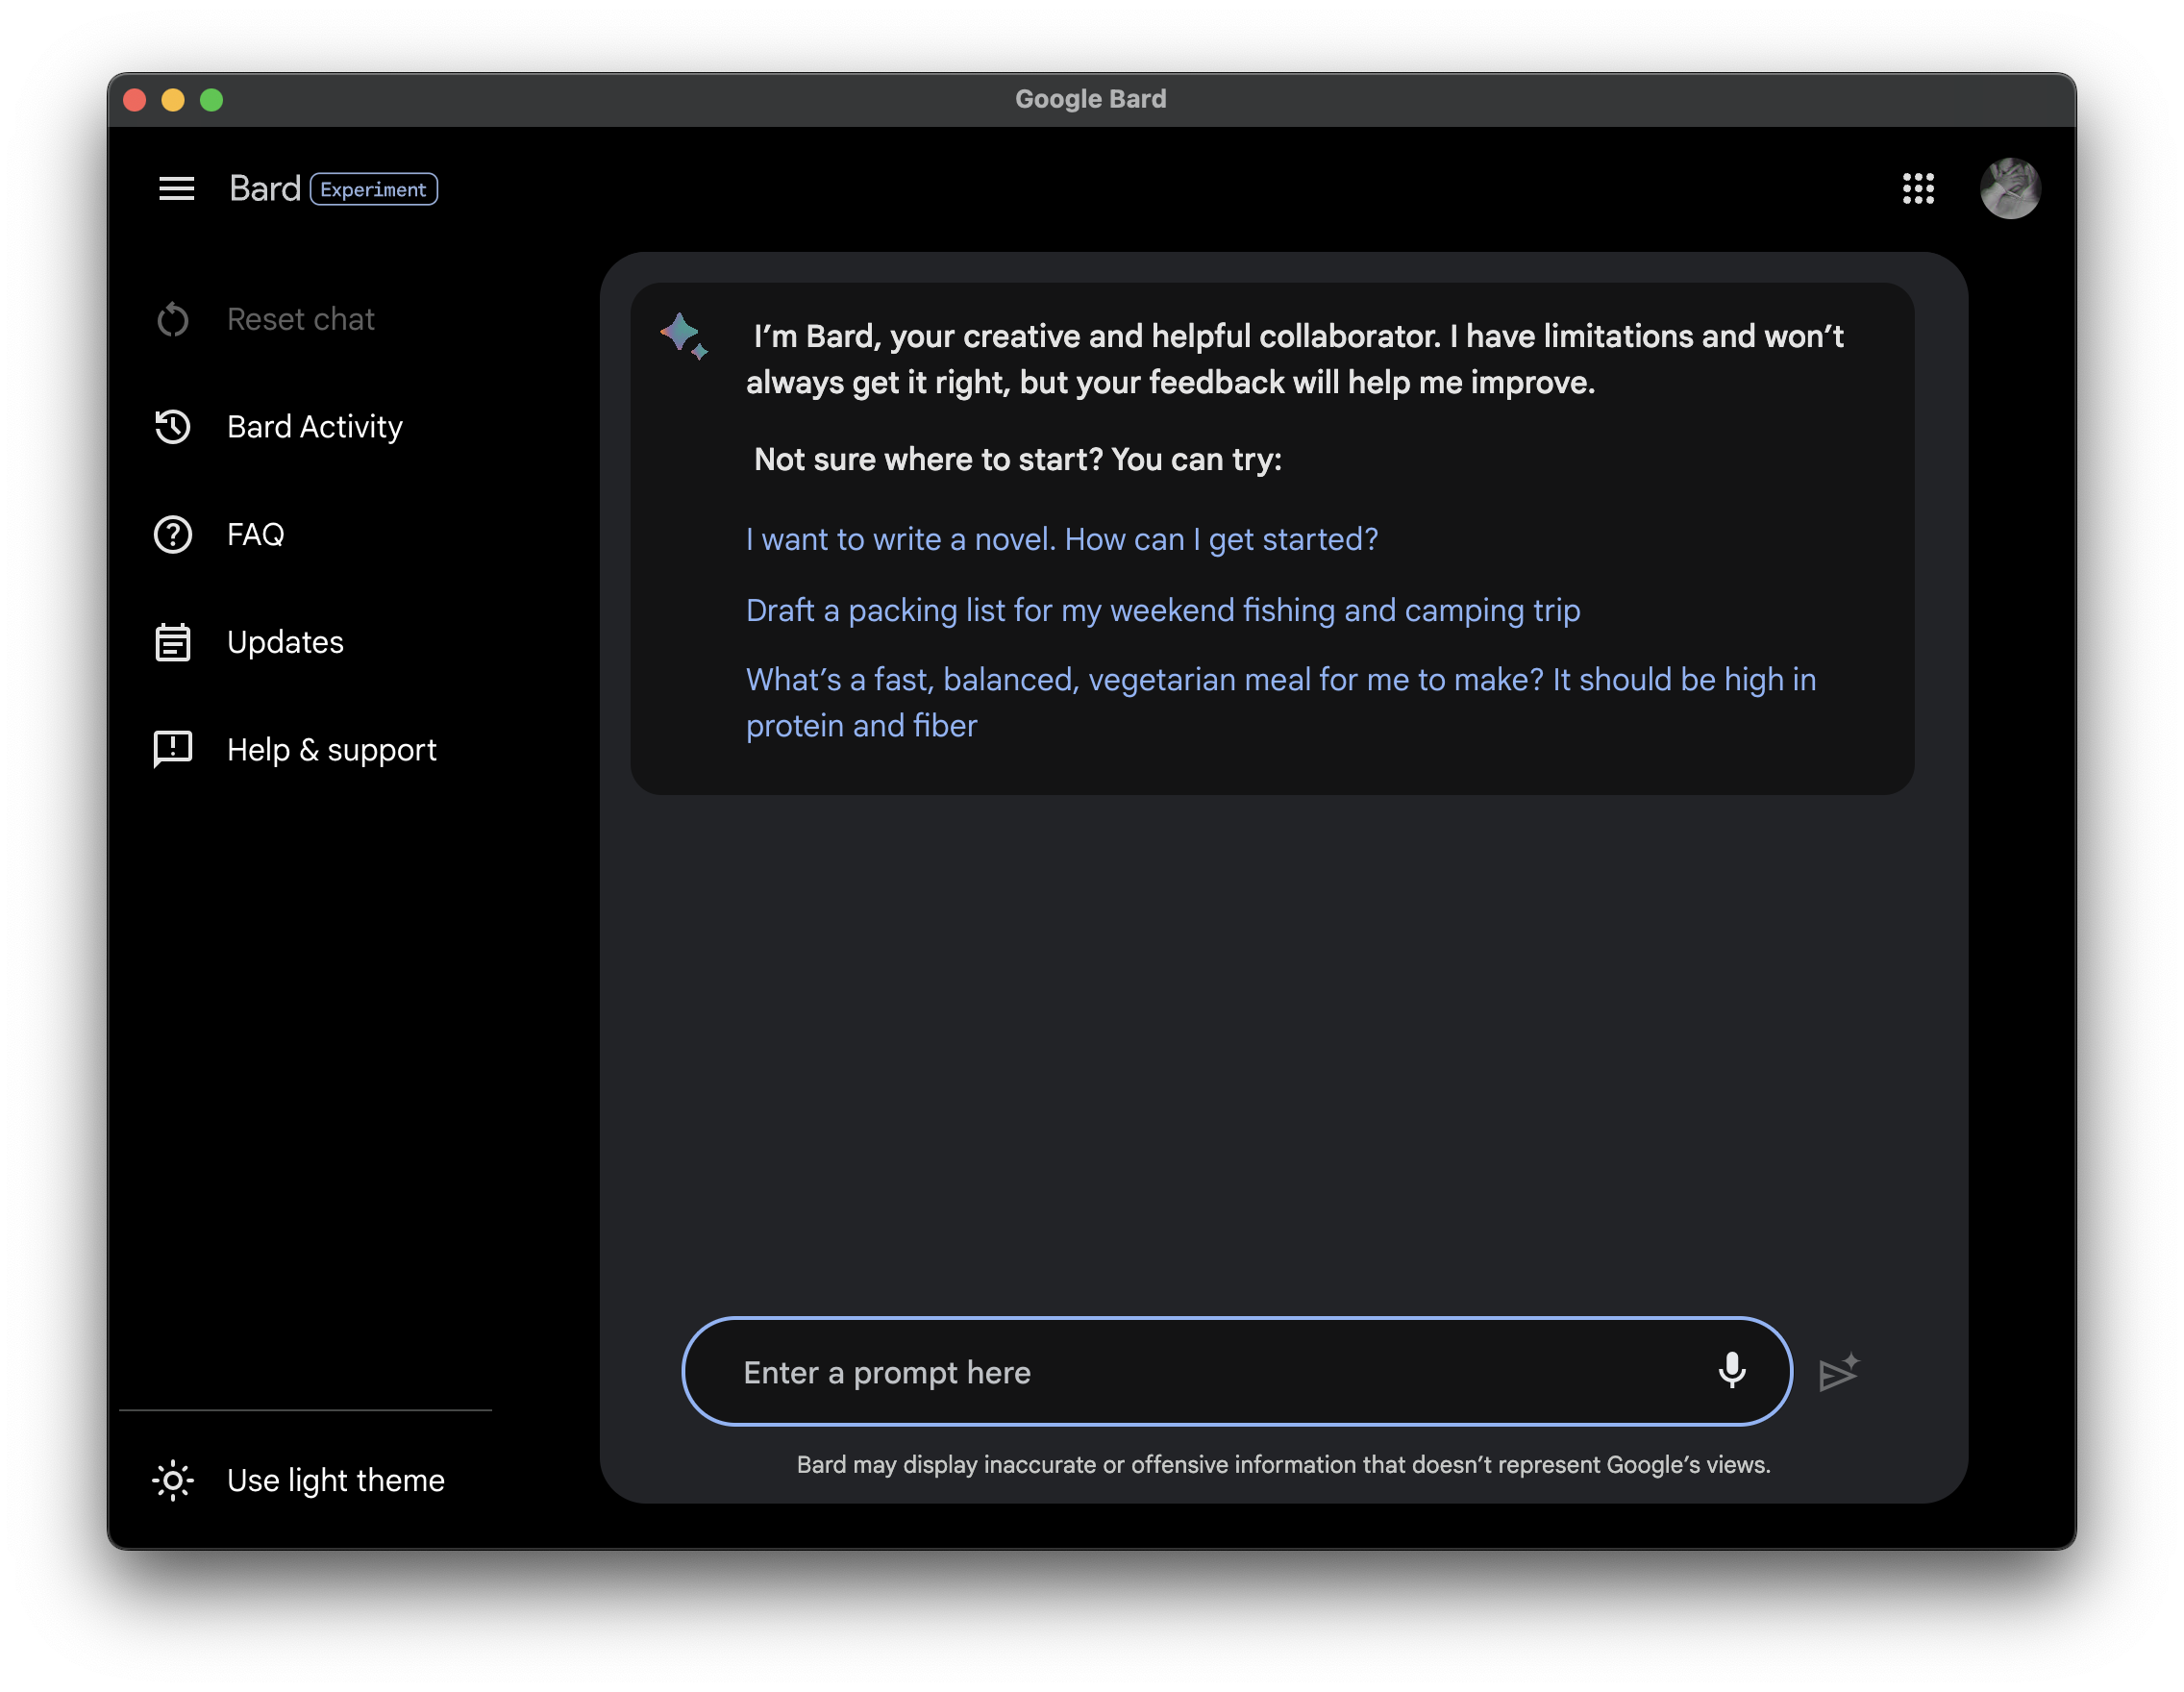 Google Bard
Bard Experiment
Reset chat
Bard Activity
FAQ
Updates
Help & support
Use light theme
I’m Bard, your creative and helpful collaborator. I have limitations and won’t
always get it right, but your feedback will help me improve.
Not sure where to start? You can try:
I want to write a novel. How can I get started?
Draft a packing list for my weekend fishing and camping trip
What’s a fast, balanced, vegetarian meal for me to make? It should be high in
protein and fiber
Enter a prompt here
Bard may display inaccurate or offensive information that doesn’t represent Google’s views.